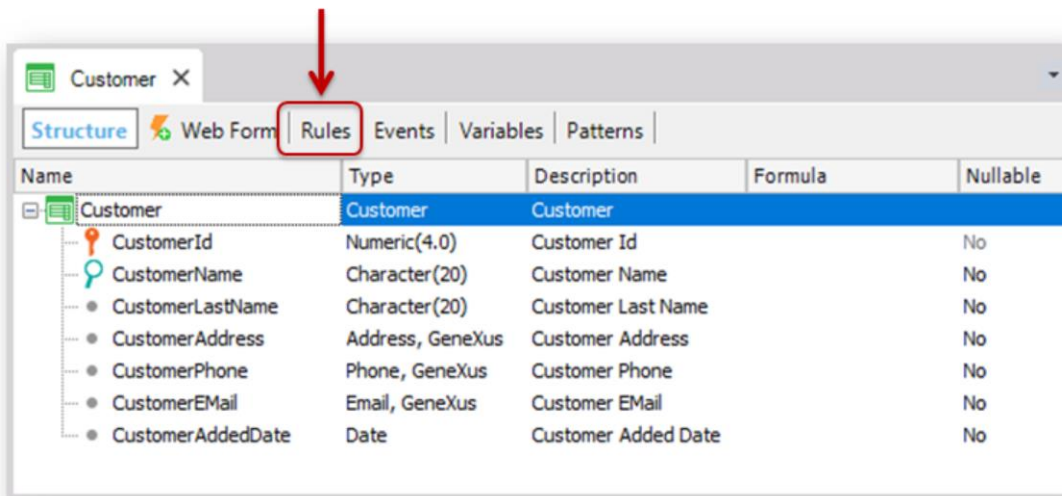 Customer
Structure Web Form Rules Events Variables Patterns
Name Type Description Formula Nullable
Customer Customer Customer
CustomerId Numeric(4.0) Customer Id No
CustomerName Character(20) Customer Name No
CustomerLastName Character(20) Customer Last Name No
CustomerAddress Address, GeneXus Customer Address No
CustomerPhone Phone, GeneXus Customer Phone No
CustomerEMail Email, GeneXus Customer EMail No
CustomerAddedDate Date Customer Added Date No